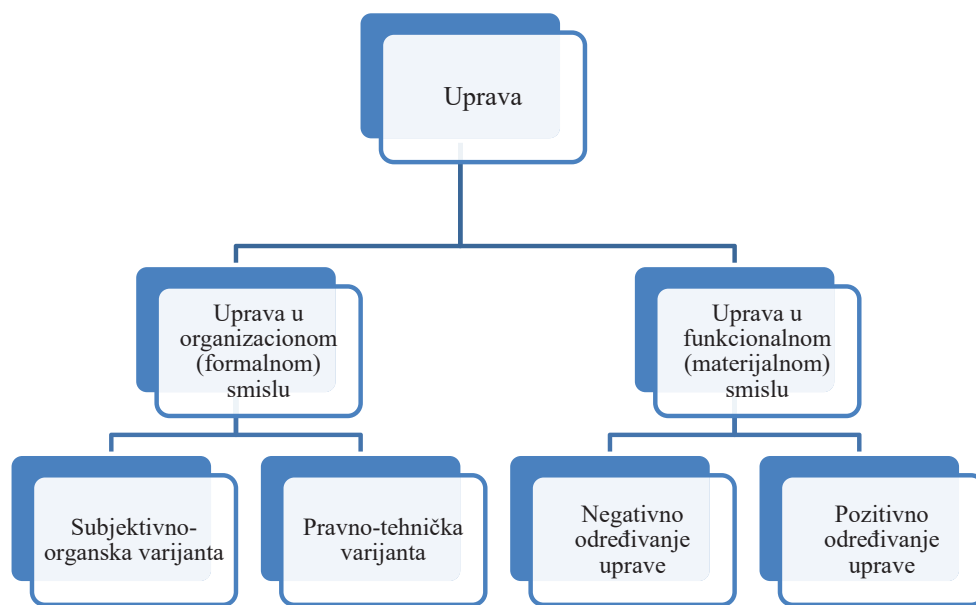 Uprava
Uprava u
organizacionom
(formalnom)
smislu
Uprava u
funkcionalnom
(materijalnom)
smislu
Subjektivno-
organska varijanta
Pravno-tehnička
varijanta
Negativno
određivanje
uprave
Pozitivno
određivanje
uprave